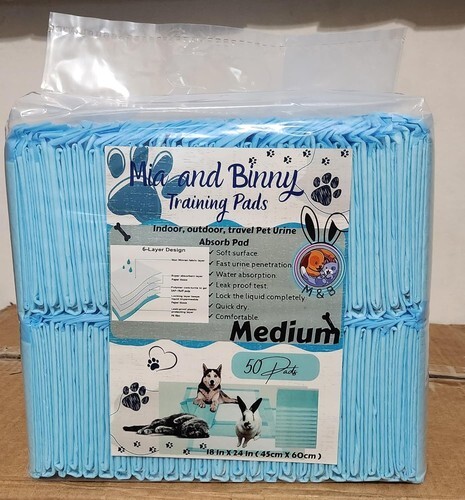 Mia and Binny
Training Pads
Indoor, outdoor, travel Pet Urine
Absorb Pad
6-Layer Design
✓ Soft surface
✓ Fast urine penetration
✓ Water absorption
✓ Leak proof test
✓ Lock the liquid completely
✓ Quick dry
✓ Comfortable
M & B
Medium
50 Pads
18 In X 24 In ( 45cm X 60cm )